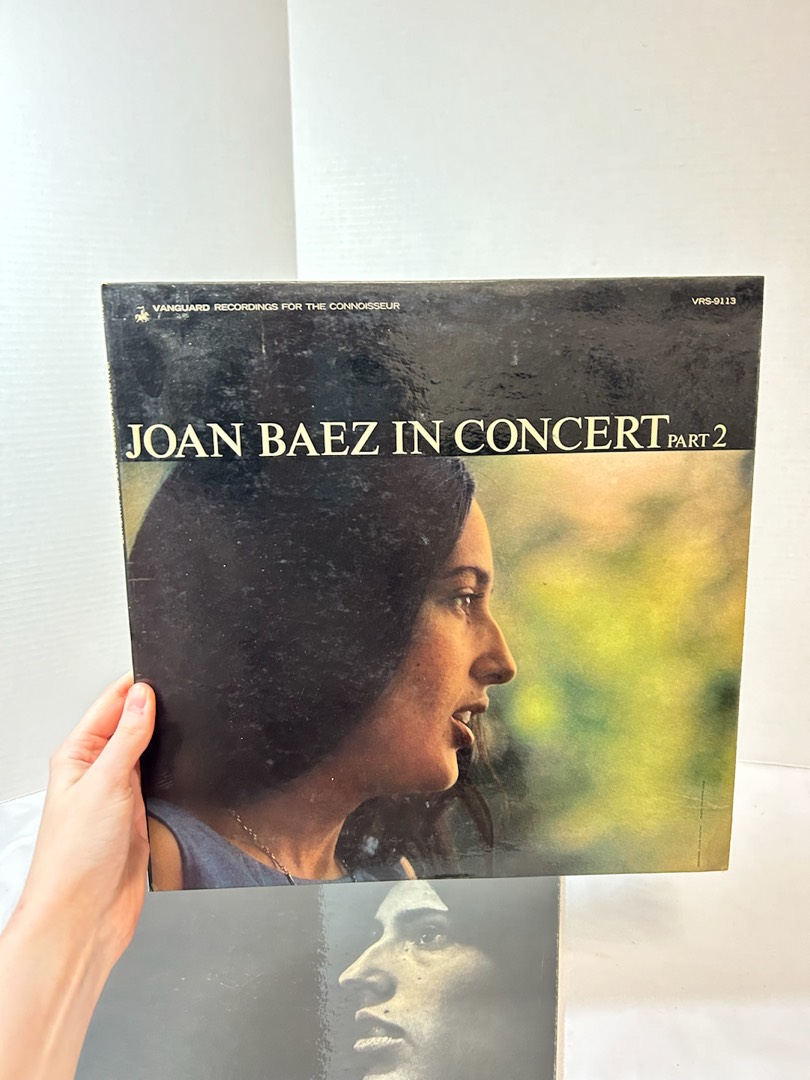 VANGUARD RECORDINGS FOR THE CONNOISSEUR
VRS-9113
JOAN BAEZ IN CONCERT PART 2